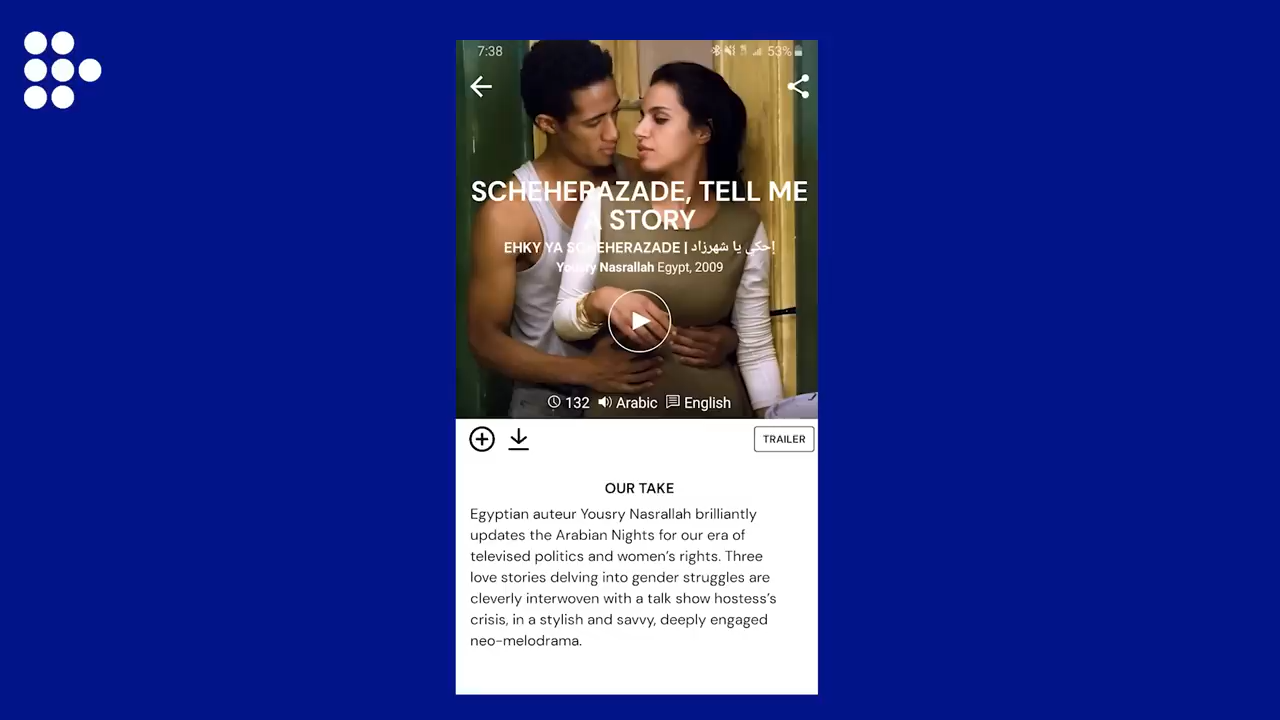 7:38 53%
SCHEHERAZADE, TELL ME
A STORY
EHKY YA SCHEHERAZADE | إحكي يا شهرزاد
Yousry Nasrallah Egypt, 2009
132 Arabic English
TRAILER
OUR TAKE
Egyptian auteur Yousry Nasrallah brilliantly
updates the Arabian Nights for our era of
televised politics and women's rights. Three
love stories delving into gender struggles are
cleverly interwoven with a talk show hostess's
crisis, in a stylish and savvy, deeply engaged
neo-melodrama.